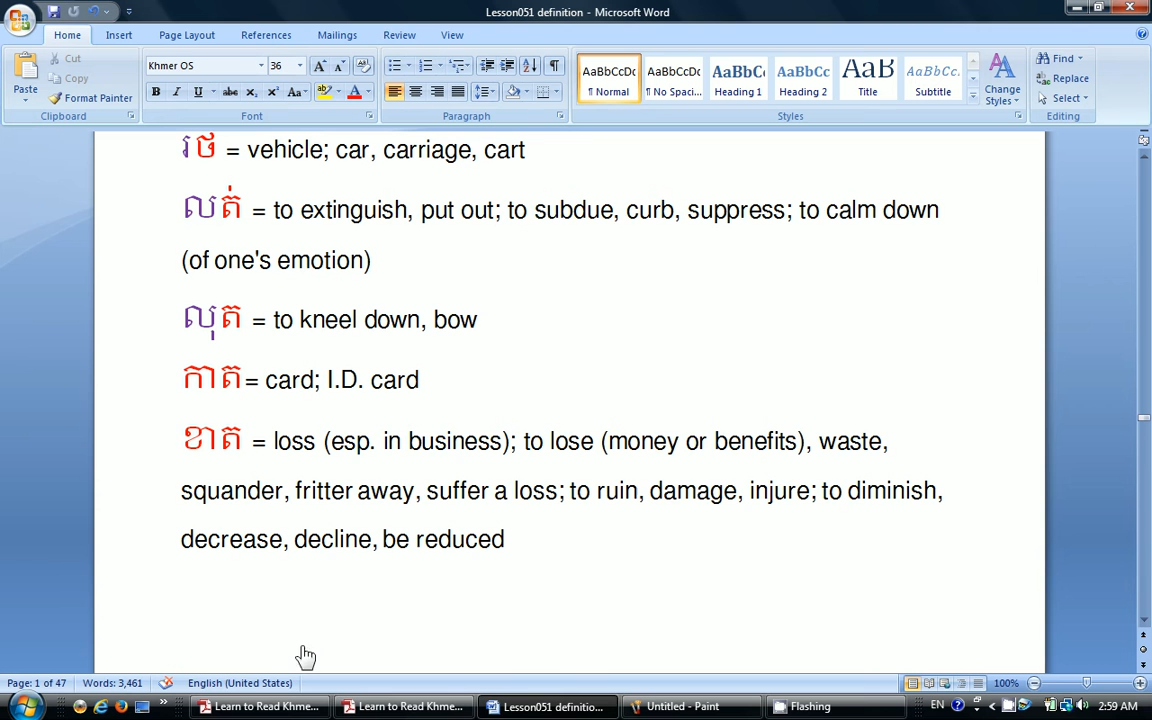 Lesson051 definition - Microsoft Word
Home Insert Page Layout References Mailings Review View
Paste Cut Copy Format Painter
Khmer OS 36
AaBbCcDc AaBbCcDc AaBbCc AaBbCc AaB AaBbCc.
¶ Normal ¶ No Spaci... Heading 1 Heading 2 Title Subtitle
Change Styles
Find Replace Select
Clipboard Font Paragraph Styles Editing
រថ = vehicle; car, carriage, cart
លត់ = to extinguish, put out; to subdue, curb, suppress; to calm down
(of one's emotion)
លុត = to kneel down, bow
កាត= card; I.D. card
ខាត = loss (esp. in business); to lose (money or benefits), waste,
squander, fritter away, suffer a loss; to ruin, damage, injure; to diminish,
decrease, decline, be reduced
Page: 1 of 47 Words: 3,461 English (United States) 100%
Learn to Read Khme... Learn to Read Khme... Lesson051 definitio... Untitled - Paint Flashing EN 2:59 AM